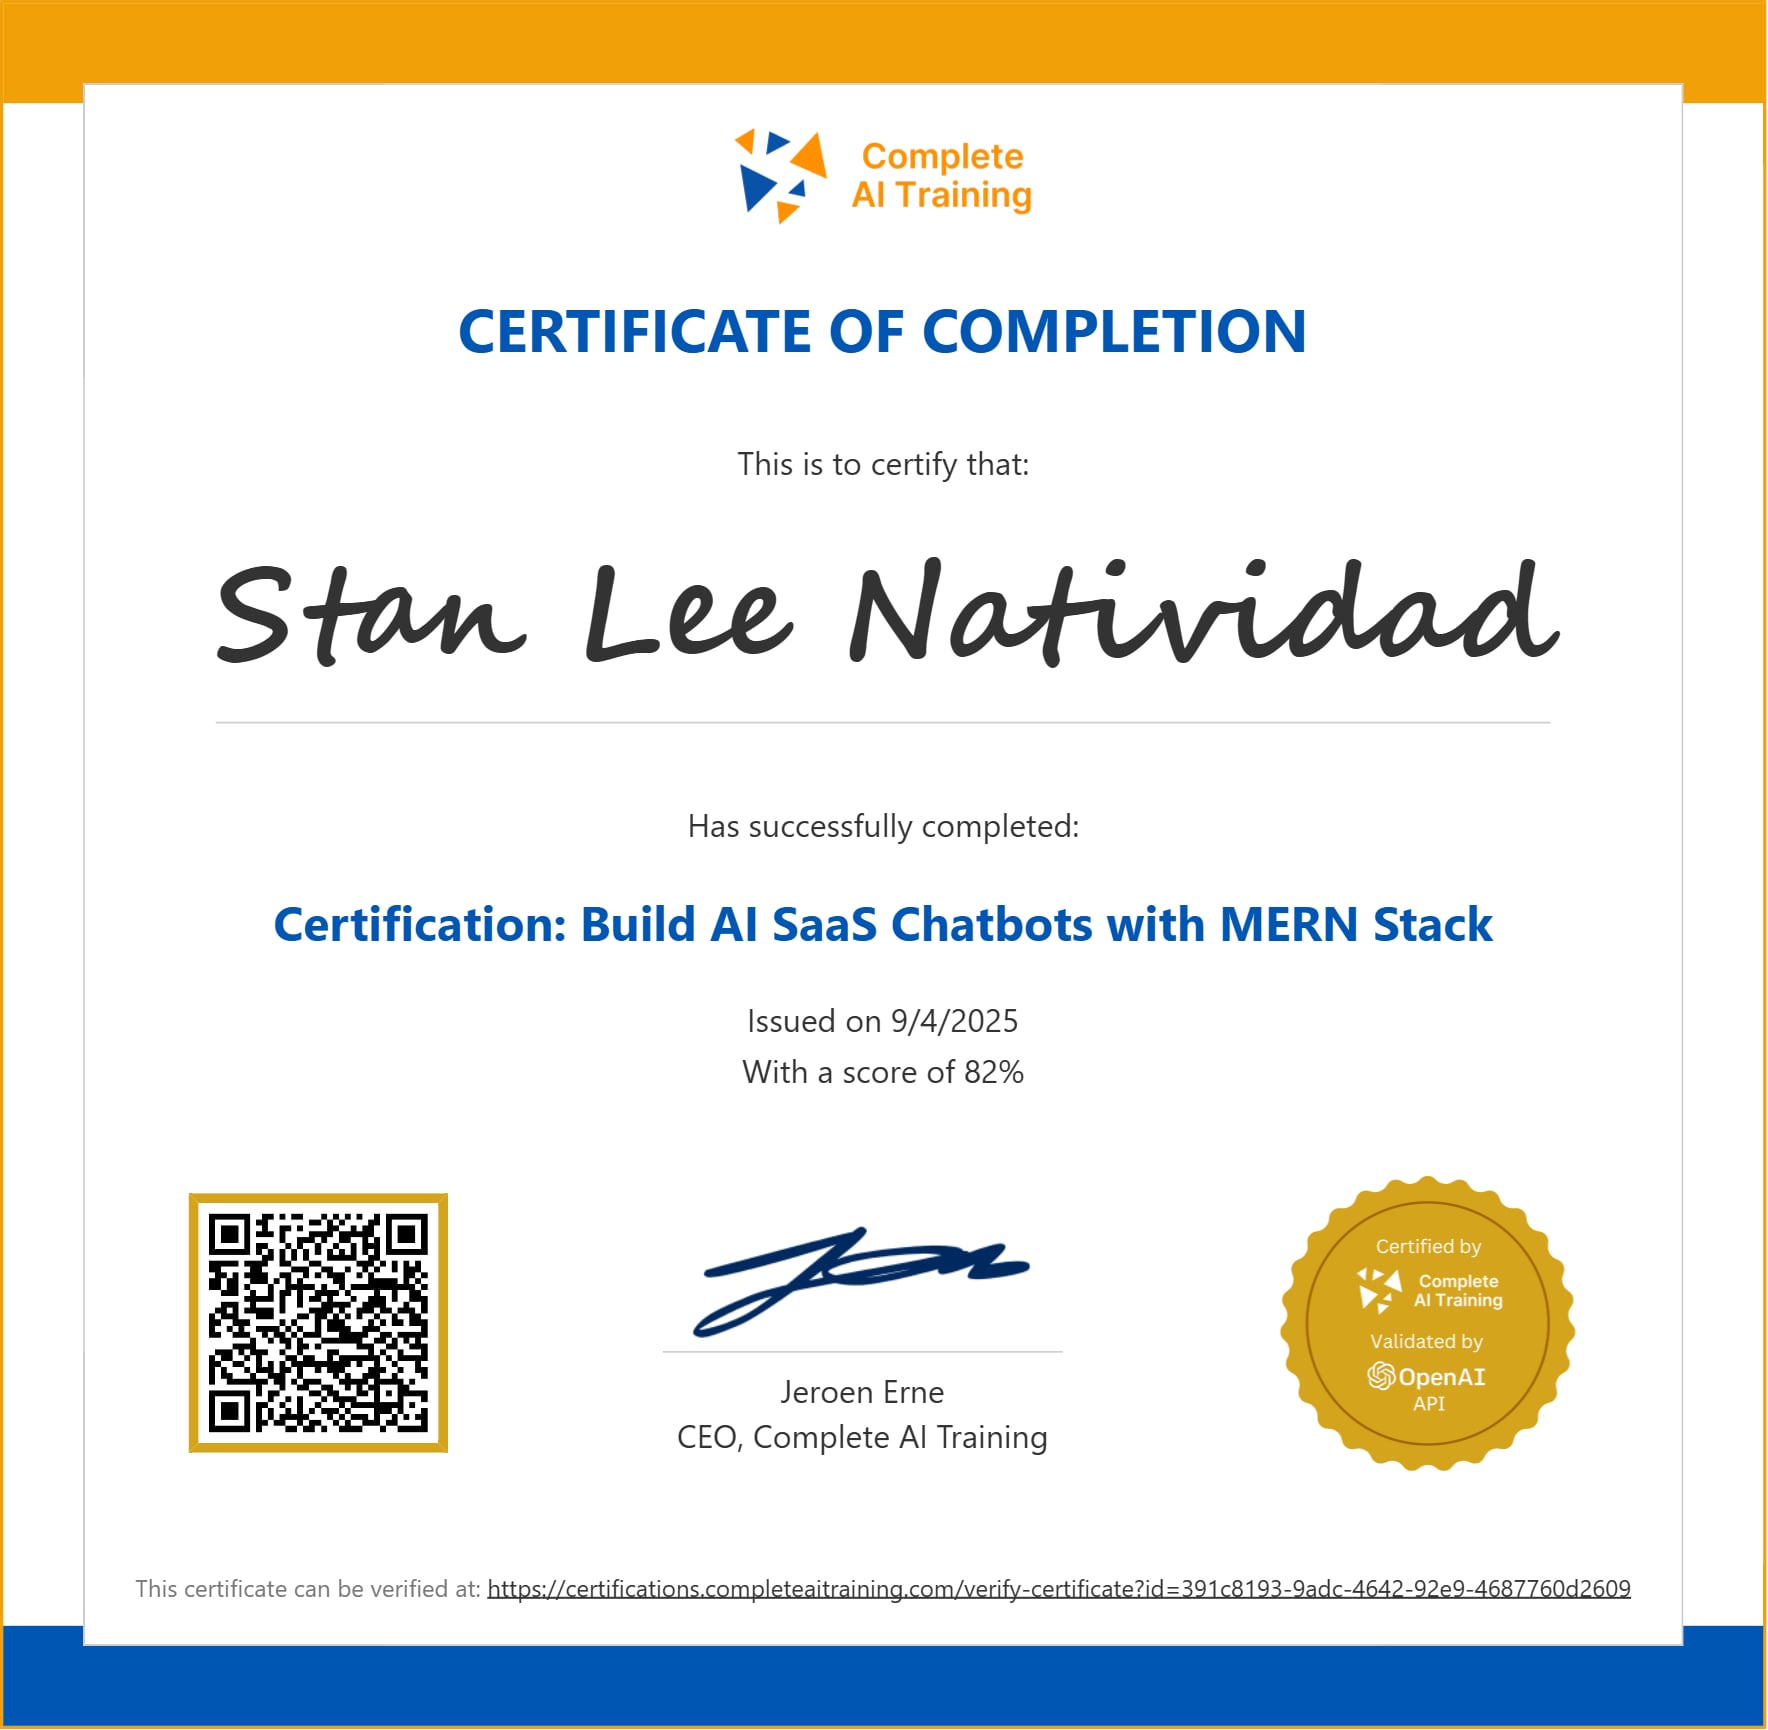 Complete
AI Training
CERTIFICATE OF COMPLETION
This is to certify that:
Stan Lee Natividad
Has successfully completed:
Certification: Build AI SaaS Chatbots with MERN Stack
Issued on 9/4/2025
With a score of 82%
Jeroen Erne
CEO, Complete AI Training
Certified by
Complete
AI Training
Validated by
OpenAI
API
This certificate can be verified at: https://certifications.completeaitraining.com/verify-certificate?id=391c8193-9adc-4642-92e9-4687760d2609